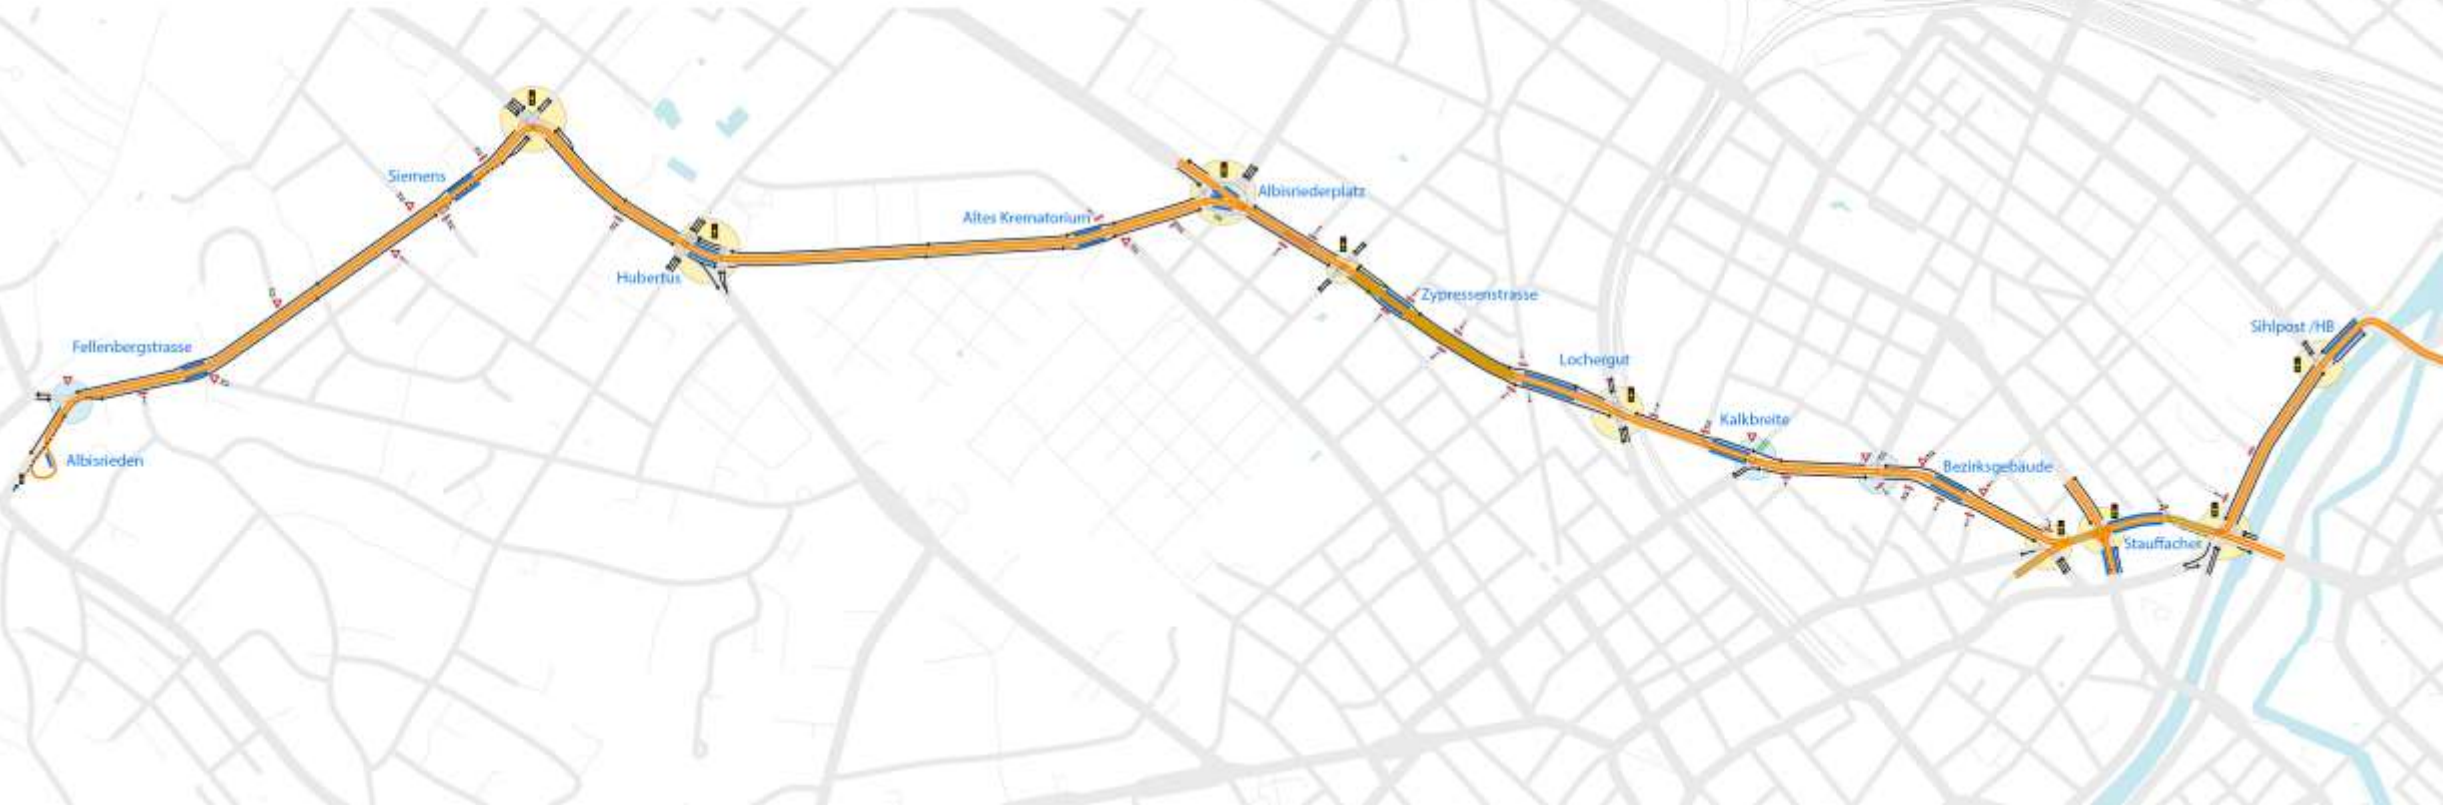 Siemens
Albisriederplatz
Altes Krematorium
Hubertus
Zypressenstrasse
Sihlpost /HB
Fellenbergstrasse
Lochergut
Kalkbreite
Albisrieden
Bezirksgebäude
Stauffacher